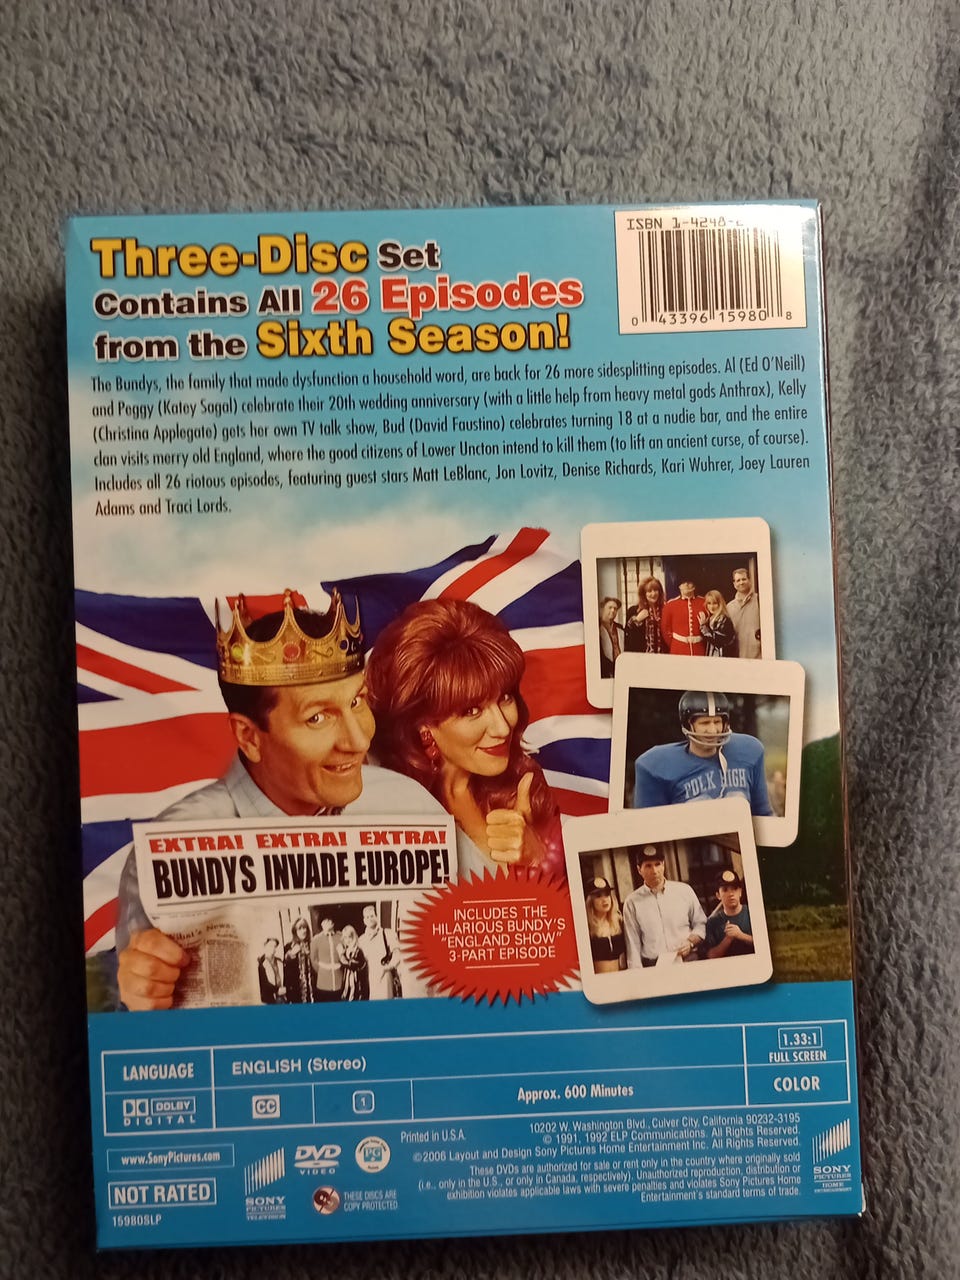 ISBN 1-4248-
0 43396 15980 8
Three-Disc Set
Contains All 26 Episodes
from the Sixth Season!
The Bundys, the family that made dysfunction a household word, are back for 26 more sidesplitting episodes. Al (Ed O'Neill)
and Peggy (Katey Sagal) celebrate their 20th wedding anniversary (with a little help from heavy metal gods Anthrax), Kelly
(Christina Applegate) gets her own TV talk show, Bud (David Faustino) celebrates turning 18 at a nudie bar, and the entire
clan visits merry old England, where the good citizens of Lower Uncton intend to kill them (to lift an ancient curse, of course).
Includes all 26 riotous episodes, featuring guest stars Matt LeBlanc, Jon Lovitz, Denise Richards, Kari Wuhrer, Joey Lauren
Adams and Traci Lords.
POLK HIGH
EXTRA! EXTRA! EXTRA!
BUNDYS INVADE EUROPE!
INCLUDES THE
HILARIOUS BUNDY'S
"ENGLAND SHOW"
3-PART EPISODE
LANGUAGE
ENGLISH (Stereo)
1.33:1
FULL SCREEN
DOLBY
DIGITAL
CC
1
Approx. 600 Minutes
COLOR
www.SonyPictures.com
NOT RATED
15980SLP
SONY
PICTURES
TELEVISION
DVD
VIDEO
PG
THESE DISCS ARE
COPY PROTECTED
Printed in U.S.A.
10202 W. Washington Blvd., Culver City, California 90232-3195
© 1991, 1992 ELP Communications. All Rights Reserved.
©2006 Layout and Design Sony Pictures Home Entertainment Inc. All Rights Reserved.
These DVDs are authorized for sale or rent only in the country where originally sold
(i.e., only in the U.S., or only in Canada, respectively). Unauthorized reproduction, distribution or
exhibition violates applicable laws with severe penalties and violates Sony Pictures Home
Entertainment's standard terms of trade.
SONY
PICTURES
HOME
ENTERTAINMENT